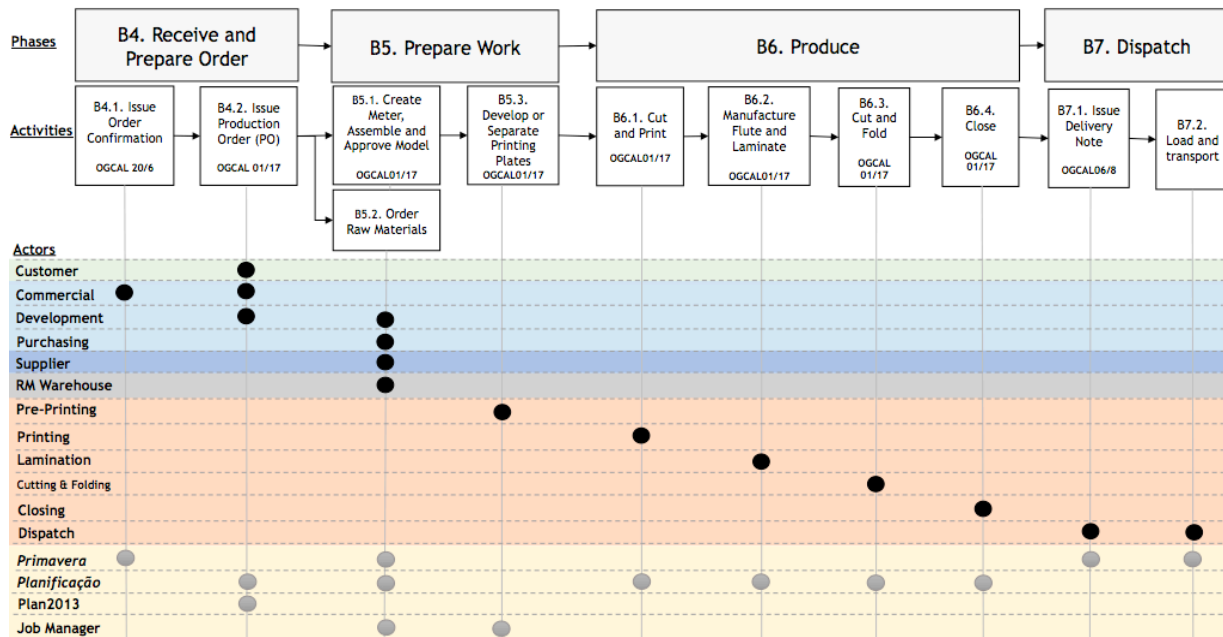 Phases
B4. Receive and
Prepare Order
B5. Prepare Work
B6. Produce
B7. Dispatch
Activities
B4.1. Issue
Order
Confirmation
OGCAL 20/6
B4.2. Issue
Production
Order (PO)
OGCAL 01/17
B5.1. Create
Meter,
Assemble and
Approve Model
OGCAL01/17
B5.3.
Develop or
Separate
Printing
Plates
OGCAL01/17
B6.1. Cut
and Print
OGCAL01/17
B6.2.
Manufacture
Flute and
Laminate
OGCAL01/17
B6.3.
Cut and
Fold
OGCAL
01/17
B6.4.
Close
OGCAL
01/17
B7.1. Issue
Delivery
Note
OGCAL06/8
B7.2.
Load and
transport
B5.2. Order
Raw Materials
Actors
Customer
Commercial
Development
Purchasing
Supplier
RM Warehouse
Pre-Printing
Printing
Lamination
Cutting & Folding
Closing
Dispatch
Primavera
Planificação
Plan2013
Job Manager